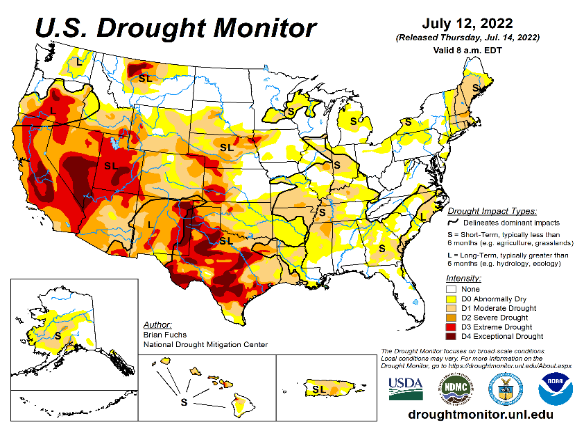 U.S. Drought Monitor
July 12, 2022
(Released Thursday, Jul. 14, 2022)
Valid 8 a.m. EDT
L
SL
S
S
S
S
SL
S
SL
S
L
L
SL
S
Drought Impact Types:
Delineates dominant impacts
S = Short-Term, typically less than
6 months (e.g. agriculture, grasslands)
L = Long-Term, typically greater than
6 months (e.g. hydrology, ecology)
Intensity:
None
D0 Abnormally Dry
D1 Moderate Drought
D2 Severe Drought
D3 Extreme Drought
D4 Exceptional Drought
S
Author:
Brian Fuchs
National Drought Mitigation Center
S
SL
The Drought Monitor focuses on broad scale conditions.
Local conditions may vary. For more information on the
Drought Monitor, go to https://droughtmonitor.unl.edu/About.aspx
USDA
NDMC
NOAA
droughtmonitor.unl.edu